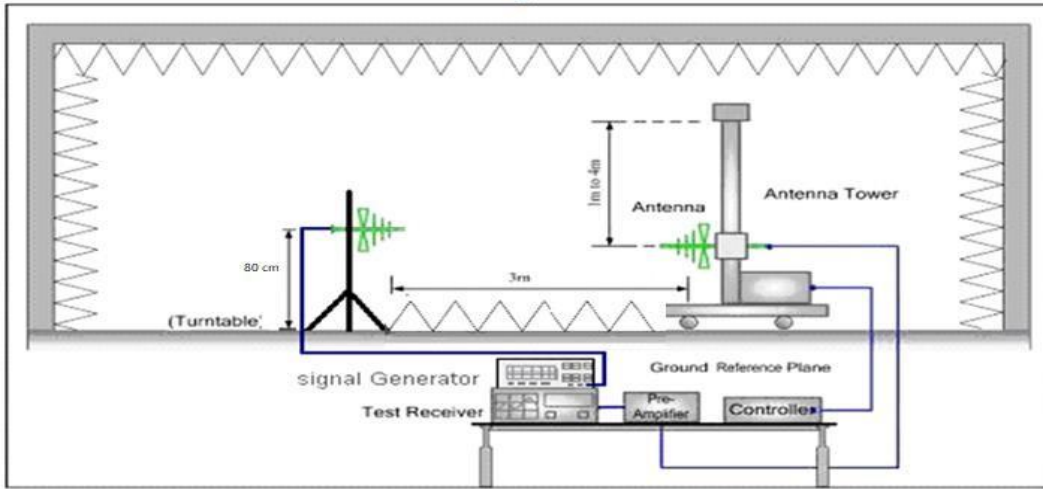 1m to 4m
Antenna Tower
Antenna
80 cm
3m
(Turntable)
Ground Reference Plane
signal Generator
Test Receiver
Pre-
Amplifier
Controlle